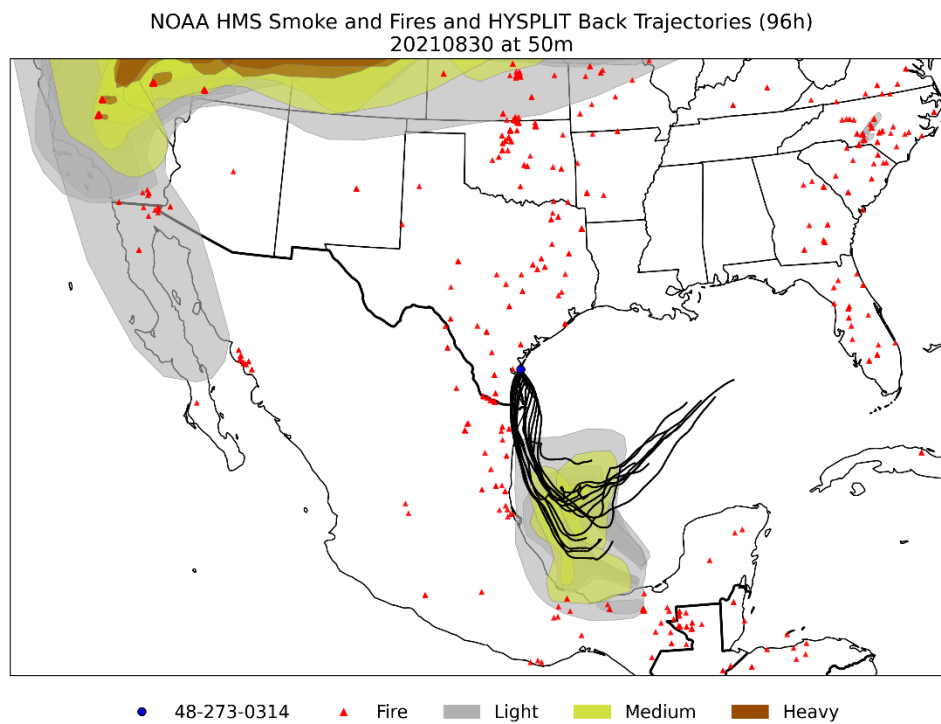 NOAA HMS Smoke and Fires and HYSPLIT Back Trajectories (96h)
20210830 at 50m
48-273-0314 Fire Light Medium Heavy